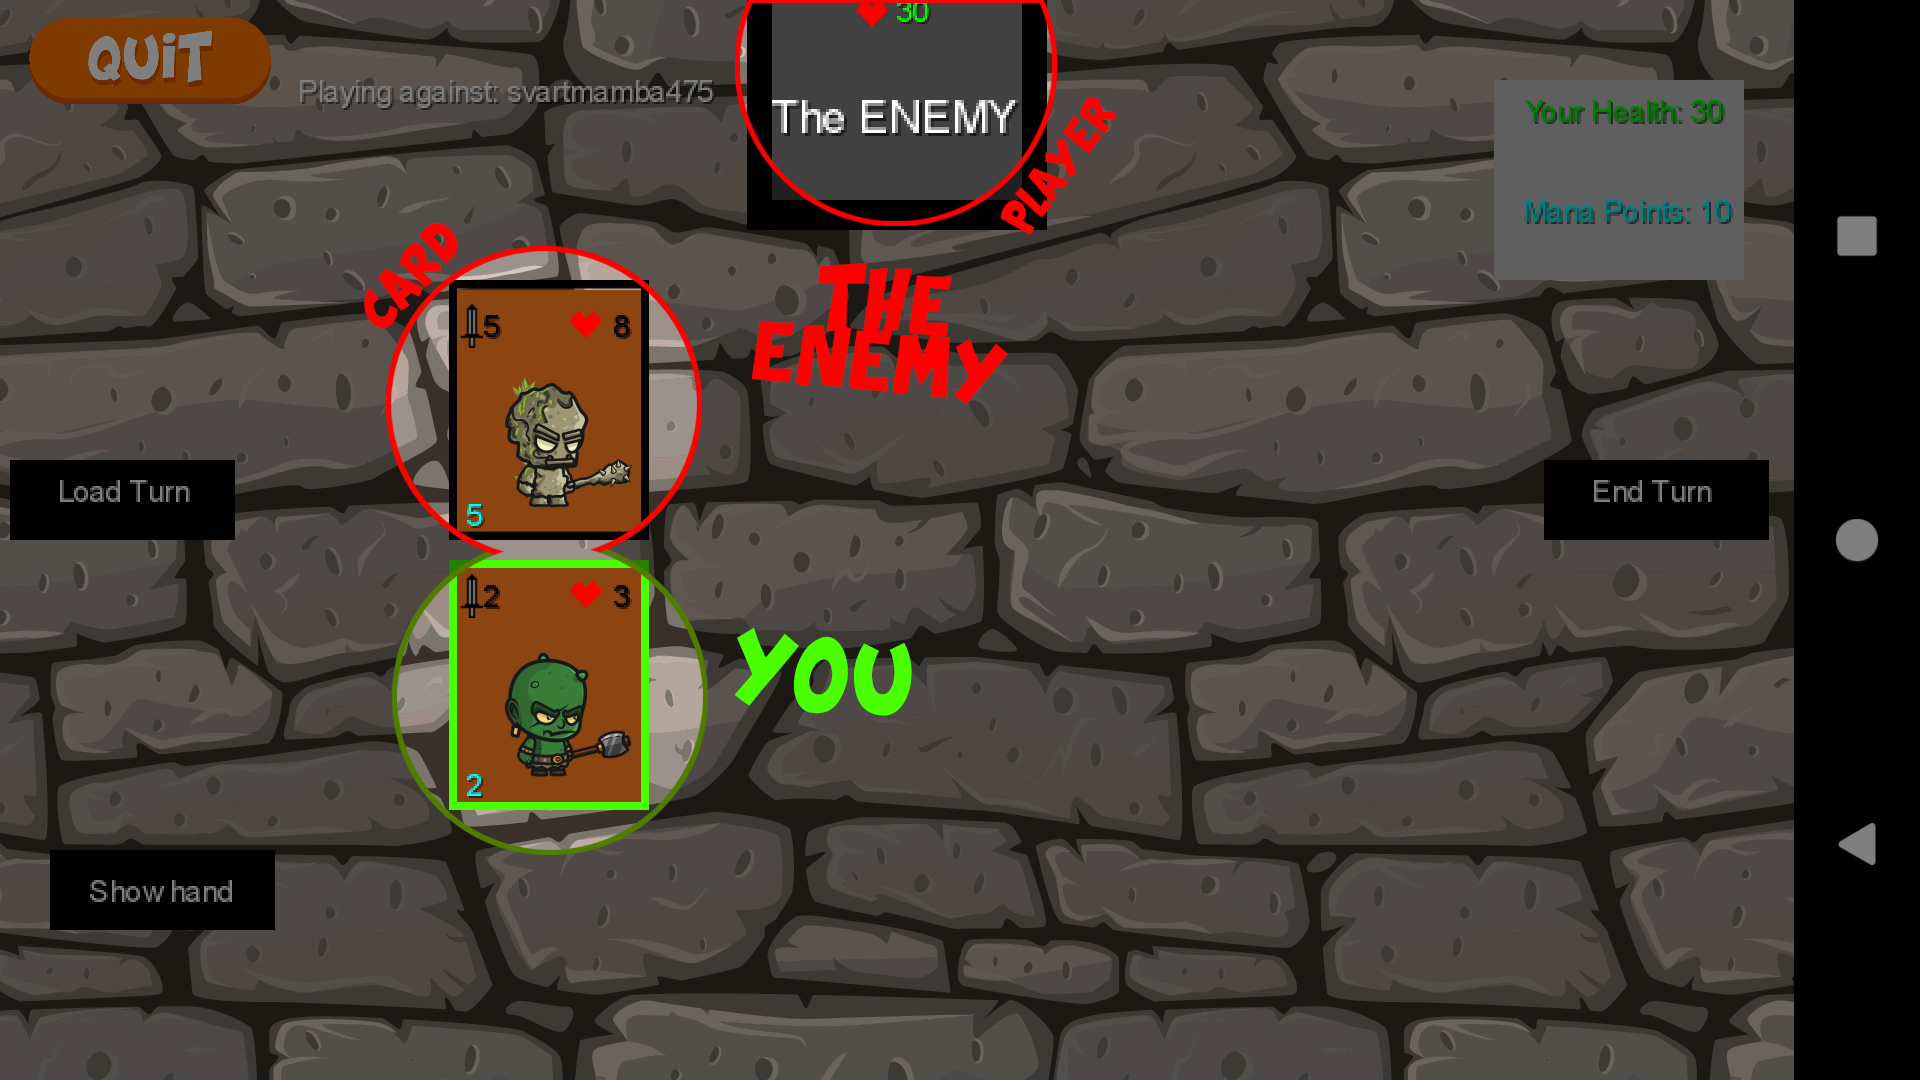 QUIT
Playing against: svartmamba475
30
The ENEMY
PLAYER
Your Health: 30
Mana Points: 10
CARD
THE
ENEMY
5 8
5
Load Turn
End Turn
2 3
2
YOU
Show hand